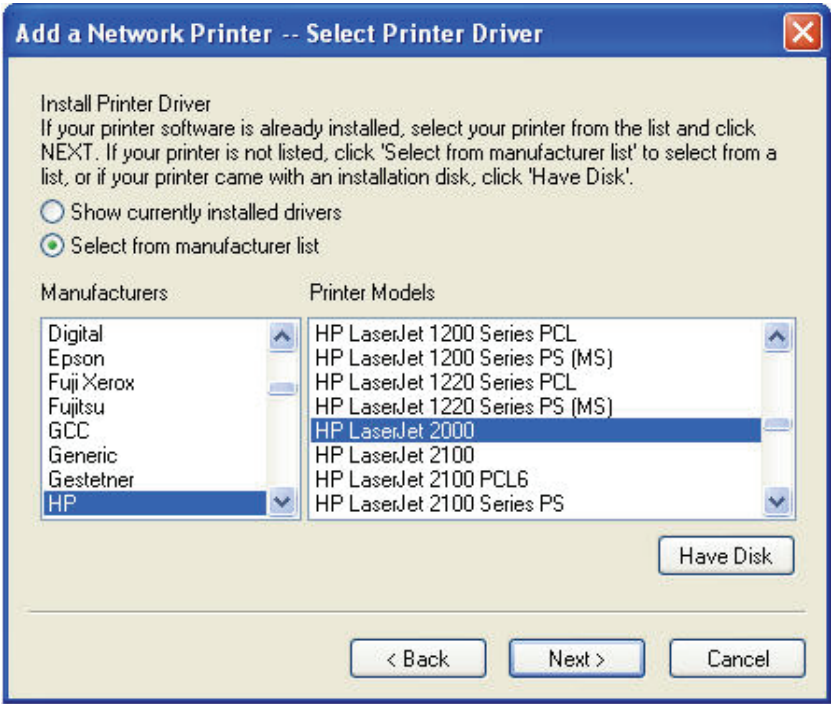 Add a Network Printer -- Select Printer Driver
Install Printer Driver
If your printer software is already installed, select your printer from the list and click
NEXT. If your printer is not listed, click 'Select from manufacturer list' to select from a
list, or if your printer came with an installation disk, click 'Have Disk'.
Show currently installed drivers
Select from manufacturer list
Manufacturers
Digital
Epson
Fuji Xerox
Fujitsu
GCC
Generic
Gestetner
HP
Printer Models
HP LaserJet 1200 Series PCL
HP LaserJet 1200 Series PS (MS)
HP LaserJet 1220 Series PCL
HP LaserJet 1220 Series PS (MS)
HP LaserJet 2000
HP LaserJet 2100
HP LaserJet 2100 PCL6
HP LaserJet 2100 Series PS
Have Disk
< Back
Next >
Cancel